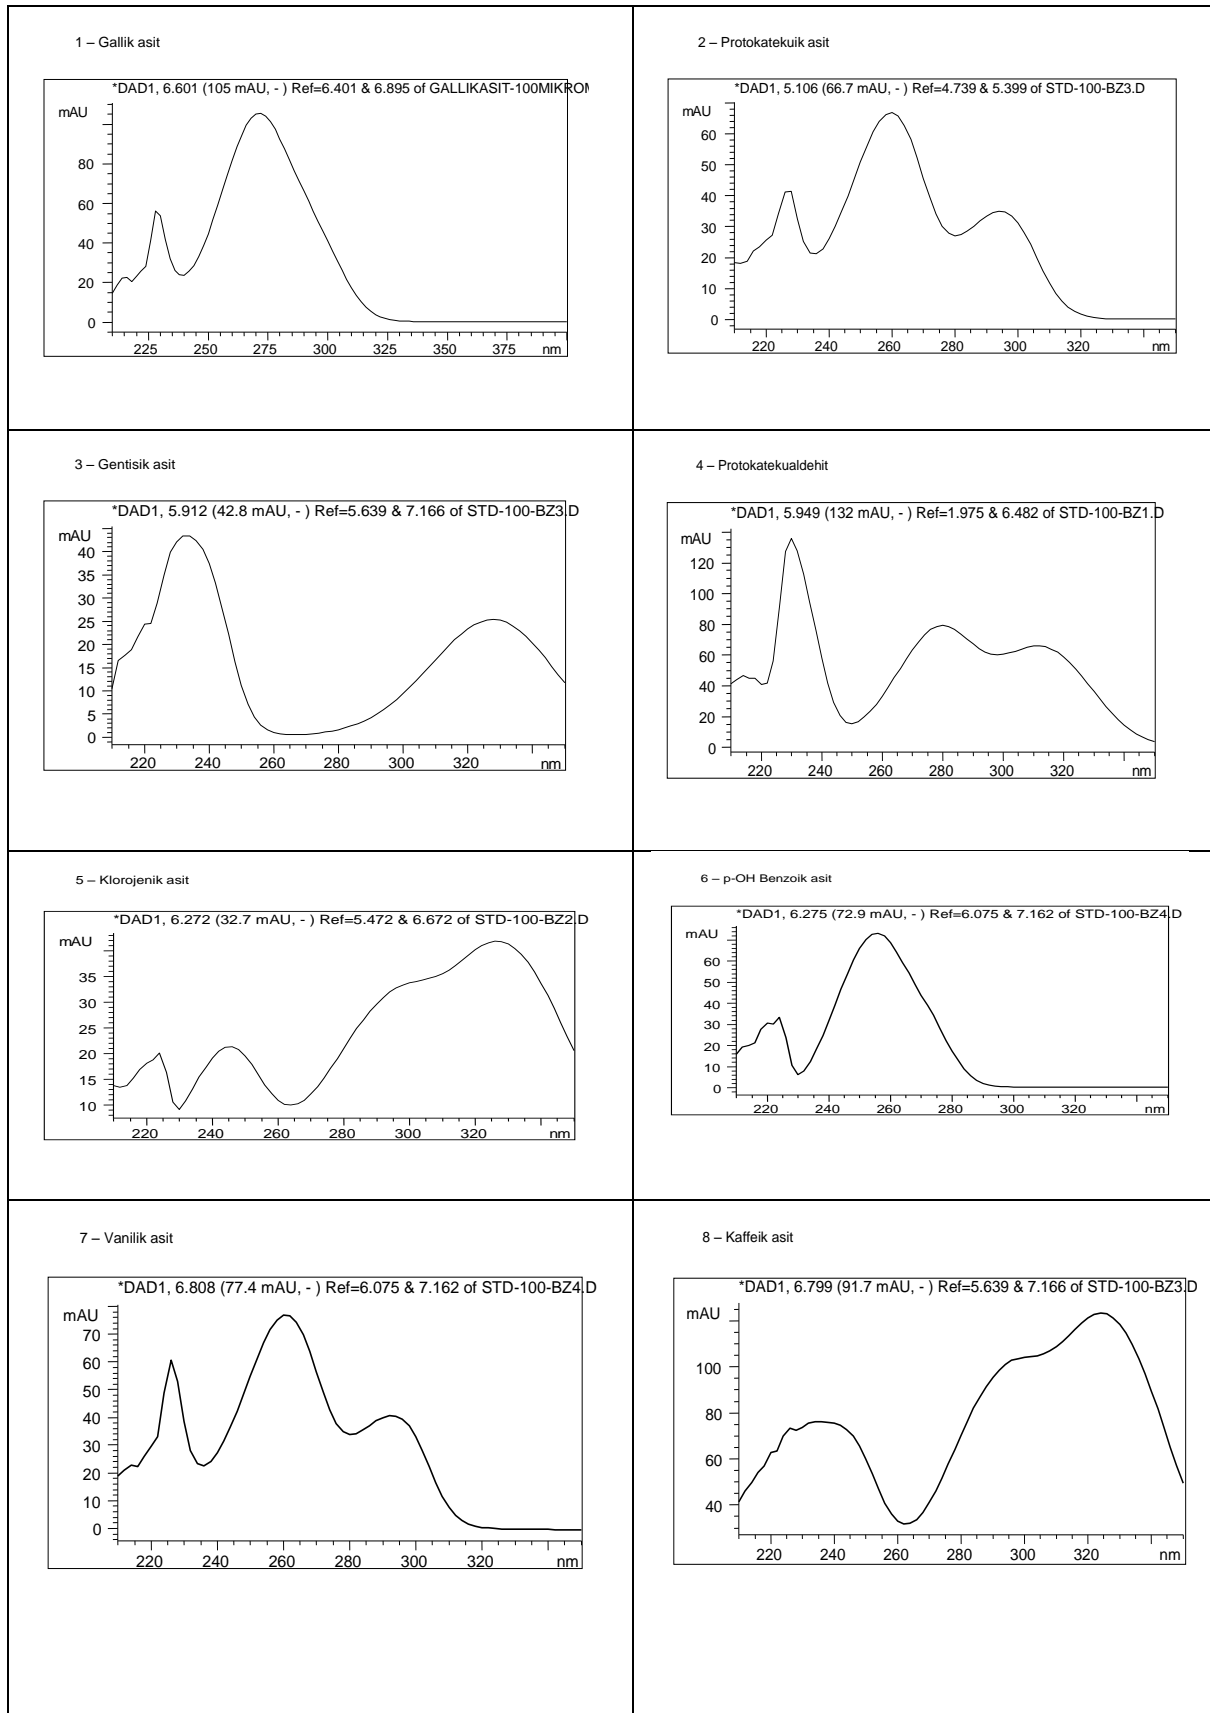 1 – Gallik asit
*DAD1, 6.601 (105 mAU, - ) Ref=6.401 & 6.895 of GALLIKASIT-100MIKROM
mAU
80
60
40
20
0
225 250 275 300 325 350 375 nm
2 – Protokatekuik asit
*DAD1, 5.106 (66.7 mAU, - ) Ref=4.739 & 5.399 of STD-100-BZ3.D
mAU
60
50
40
30
20
10
0
220 240 260 280 300 320 nm
3 – Gentisik asit
*DAD1, 5.912 (42.8 mAU, - ) Ref=5.639 & 7.166 of STD-100-BZ3.D
mAU
40
35
30
25
20
15
10
5
0
220 240 260 280 300 320 nm
4 – Protokatekualdehit
*DAD1, 5.949 (132 mAU, - ) Ref=1.975 & 6.482 of STD-100-BZ1.D
mAU
120
100
80
60
40
20
0
220 240 260 280 300 320 nm
5 – Klorojenik asit
*DAD1, 6.272 (32.7 mAU, - ) Ref=5.472 & 6.672 of STD-100-BZ2.D
mAU
35
30
25
20
15
10
220 240 260 280 300 320 nm
6 – p-OH Benzoik asit
*DAD1, 6.275 (72.9 mAU, - ) Ref=6.075 & 7.162 of STD-100-BZ4.D
mAU
60
50
40
30
20
10
0
220 240 260 280 300 320 nm
7 – Vanilik asit
*DAD1, 6.808 (77.4 mAU, - ) Ref=6.075 & 7.162 of STD-100-BZ4.D
mAU
70
60
50
40
30
20
10
0
220 240 260 280 300 320 nm
8 – Kaffeik asit
*DAD1, 6.799 (91.7 mAU, - ) Ref=5.639 & 7.166 of STD-100-BZ3.D
mAU
100
80
60
40
220 240 260 280 300 320 nm